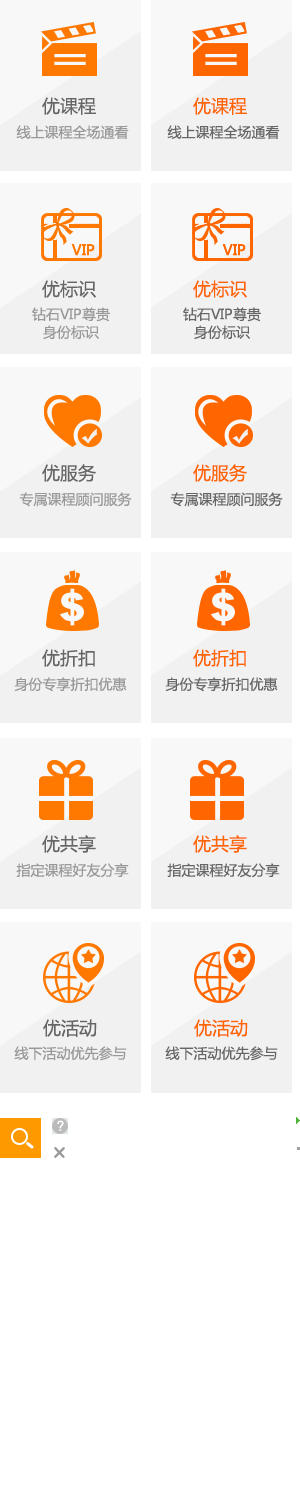 优课程
线上课程全场通看
优课程
线上课程全场通看
VIP
优标识
钻石VIP尊贵
身份标识
VIP
优标识
钻石VIP尊贵
身份标识
优服务
专属课程顾问服务
优服务
专属课程顾问服务
$
优折扣
身份专享折扣优惠
$
优折扣
身份专享折扣优惠
优共享
指定课程好友分享
优共享
指定课程好友分享
优活动
线下活动优先参与
优活动
线下活动优先参与
?